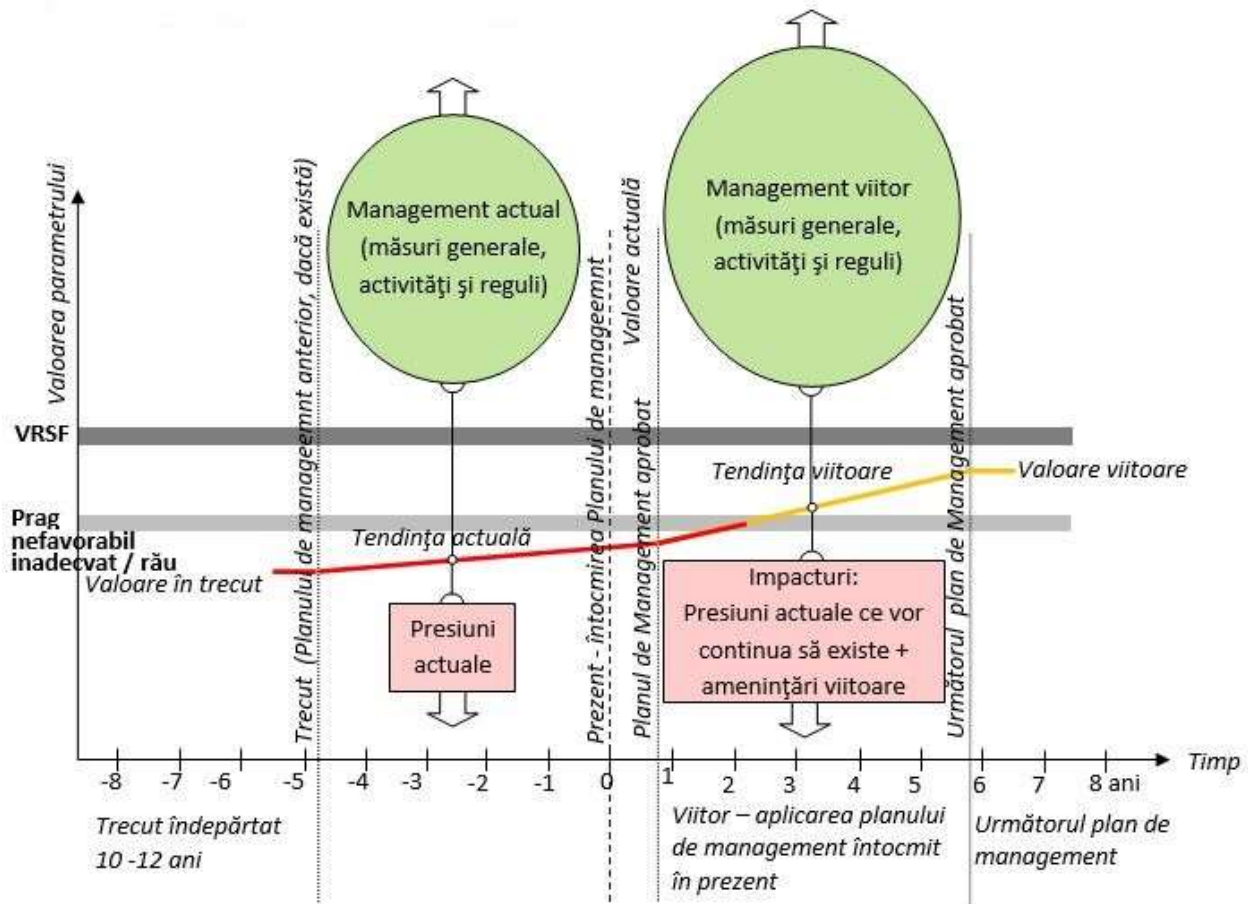 Management actual
(măsuri generale,
activităţi şi reguli)
Management viitor
(măsuri generale,
activităţi şi reguli)
Valoarea parametrului
Trecut (Planului de manageemnt anterior, dacă există)
Prezent - întocmirea Planului de manageemnt
Valoare actuală
Planul de Management aprobat
Următorul plan de Management aprobat
VRSF
Tendinţa viitoare
Valoare viitoare
Prag
nefavorabil
inadecvat / rău
Tendinţa actuală
Valoare în trecut
Presiuni
actuale
Impacturi:
Presiuni actuale ce vor
continua să existe +
ameninţări viitoare
-8 -7 -6 -5 -4 -3 -2 -1 0 1 2 3 4 5 6 7 8 ani
Timp
Trecut îndepărtat
10 -12 ani
Viitor – aplicarea planului
de management întocmit
în prezent
Următorul plan de
management